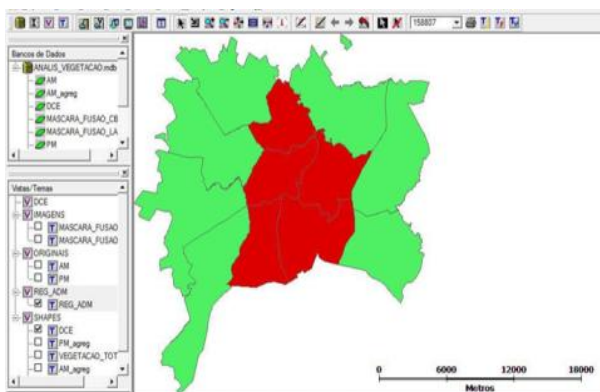 158807
Bancos de Dados
ANALIS_VEGETACAO.mdb
AM
AM_agreg
DCE
MASCARA_FUSAO_CB
MASCARA_FUSAO_LA
PM
Vistas/Temas
DCE
IMAGENS
MASCARA_FUSAO
MASCARA_FUSAO
ORIGINAIS
AM
PM
REG_ADM
REG_ADM
SHAPES
DCE
PM_agreg
VEGETACAO_TOT
AM_agreg
0 6000 12000 18000
Metros